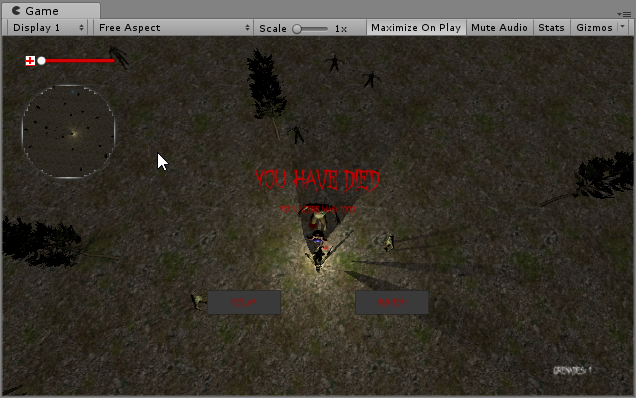 Game
Display 1 Free Aspect Scale 1x Maximize On Play Mute Audio Stats Gizmos
YOU HAVE DIED
GRENADES: 1